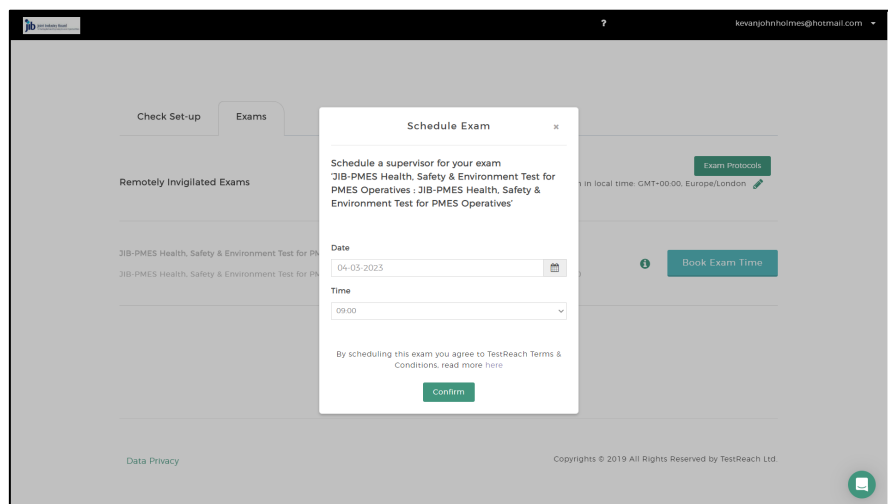 jib
?
kevanjohnholmes@hotmail.com
Check Set-up
Exams
Schedule Exam
×
Schedule a supervisor for your exam
'JIB-PMES Health, Safety & Environment Test for
PMES Operatives : JIB-PMES Health, Safety &
Environment Test for PMES Operatives'
Exam Protocols
Remotely Invigilated Exams
n in local time: GMT+00:00, Europe/London
JIB-PMES Health, Safety & Environment Test for PM
JIB-PMES Health, Safety & Environment Test for PM
Book Exam Time
Date
04-03-2023
Time
09:00
By scheduling this exam you agree to TestReach Terms &
Conditions, read more here
Confirm
Data Privacy
Copyrights © 2019 All Rights Reserved by TestReach Ltd.